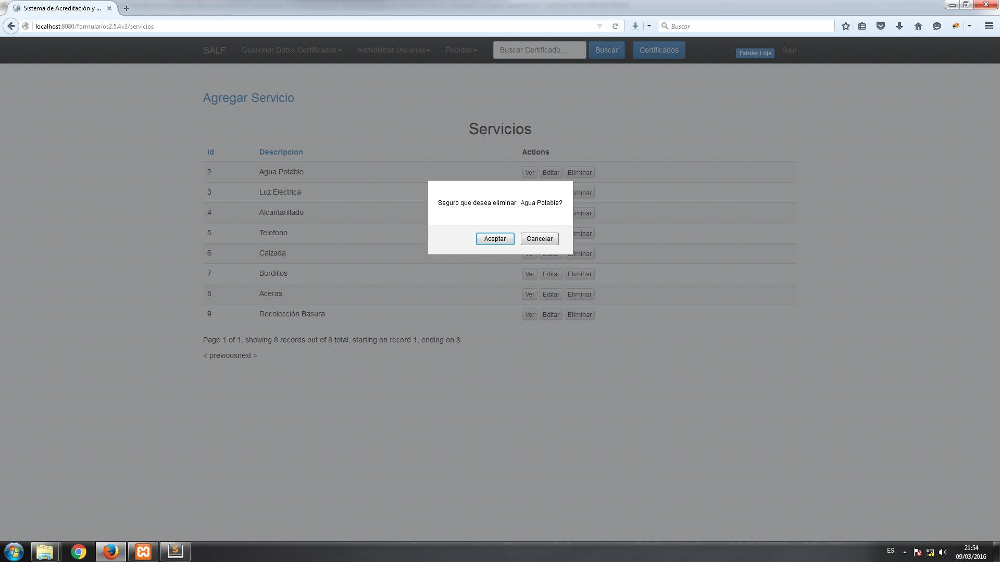 Sistema de Acreditación y ...
localhost:8080/formularios2.5.4v3/servicios
Buscar
SALF Gestionar Datos Certificados Administrar Usuarios Pedidos Buscar Certificado... Buscar Certificados Fabián Loja Salir
Agregar Servicio
Servicios
Id Descripcion Actions
2 Agua Potable Ver Editar Eliminar
3 Luz Electrica iminar
4 Alcantarillado iminar
5 Telefono iminar
6 Calzada Ver Editar Eliminar
7 Bordillos Ver Editar Eliminar
8 Aceras Ver Editar Eliminar
9 Recolección Basura Ver Editar Eliminar
Seguro que desea eliminar: Agua Potable?
Aceptar Cancelar
Page 1 of 1, showing 8 records out of 8 total, starting on record 1, ending on 8
< previousnext >
ES
21:54
09/03/2016